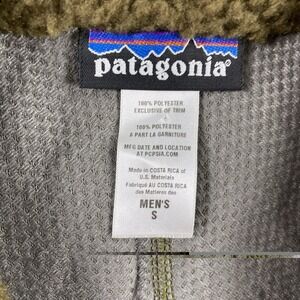 patagonia®
100% POLYESTER
EXCLUSIVE OF TRIM
100% POLYESTER
A PART LA GARNITURE
MFG DATE AND LOCATION
AT PCPSIA.COM
Made in COSTA RICA of
U.S. Materials
Fabriqué AU COSTA RICA
des Matieres des
MEN'S
S